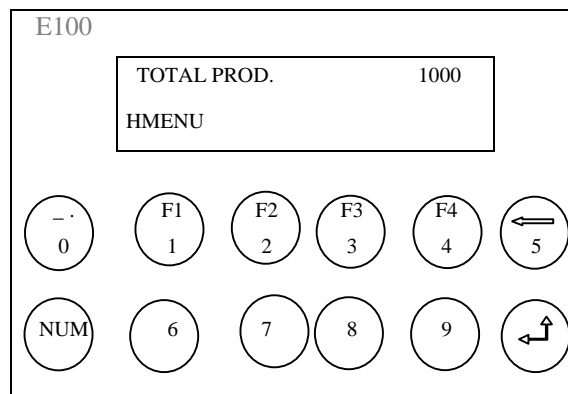 E100
TOTAL PROD. 1000
HMENU
_ . F1 F2 F3 F4
0 1 2 3 4 5
NUM 6 7 8 9